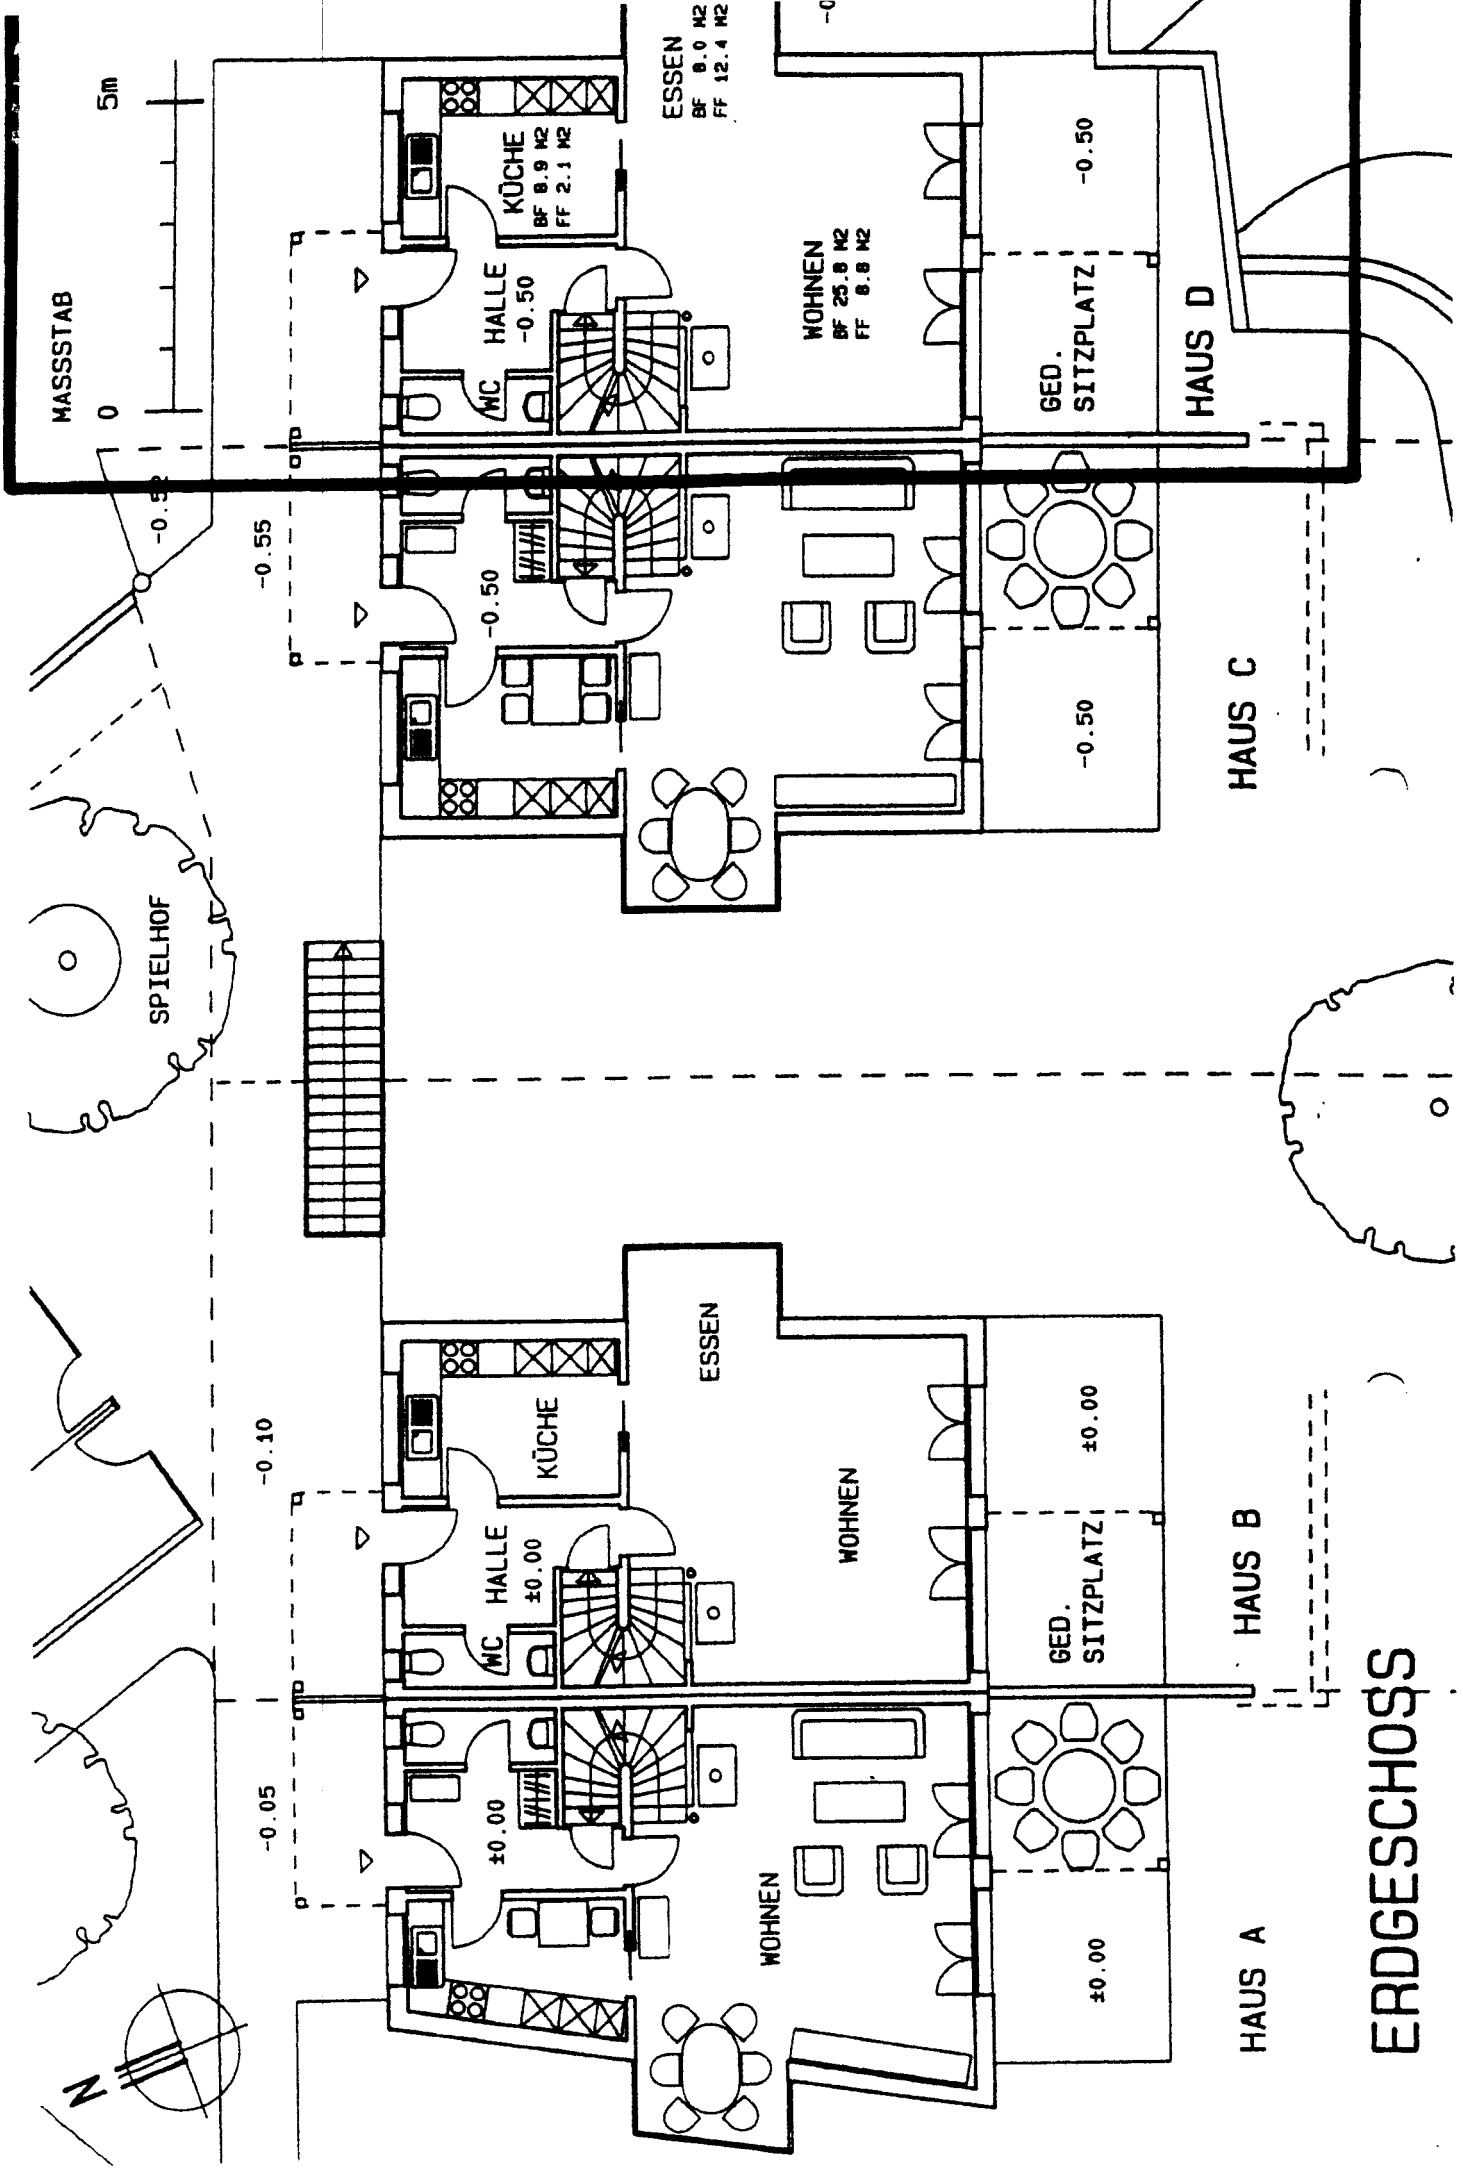 MASSSTAB
0 5m
N
SPIELHOF
-0.05
-0.10
-0.55
±0.00
WC
HALLE
±0.00
KÜCHE
-0.50
WC
HALLE
-0.50
KÜCHE
BF 8.9 M2
FF 2.1 M2
ESSEN
ESSEN
BF 8.0 M2
FF 12.4 M2
WOHNEN
WOHNEN
WOHNEN
BF 25.8 M2
FF 8.8 M2
±0.00
GED.
SITZPLATZ
±0.00
-0.50
GED.
SITZPLATZ
-0.50
HAUS A
HAUS B
HAUS C
HAUS D
ERDGESCHOSS